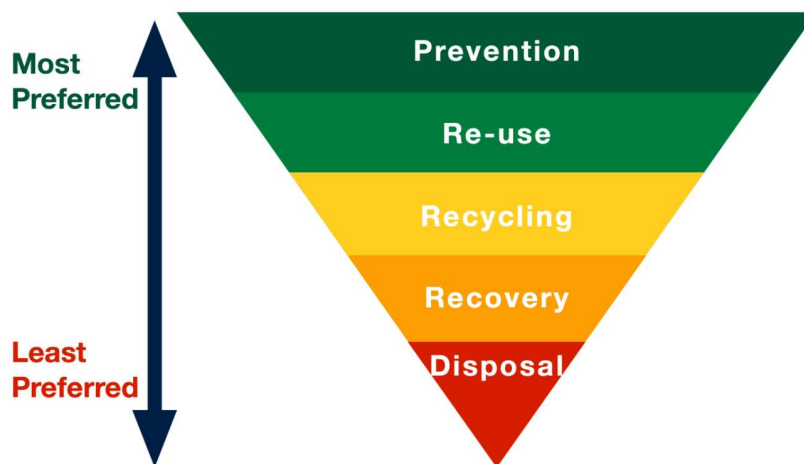 Most
Preferred
Prevention
Re-use
Recycling
Recovery
Disposal
Least
Preferred